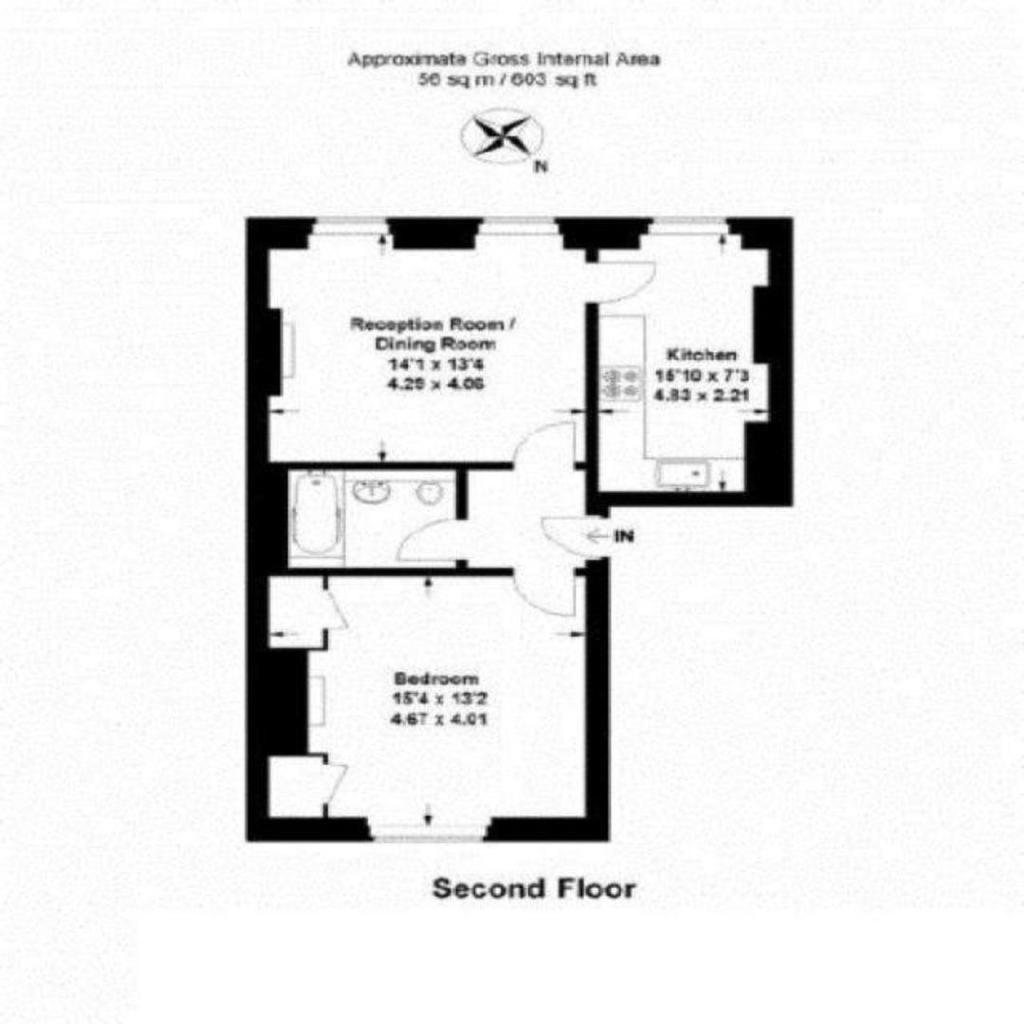 Approximate Gross Internal Area
56 sq m / 603 sq ft
N
Reception Room /
Dining Room
14'1 x 13'4
4.29 x 4.06
Kitchen
15'10 x 7'3
4.83 x 2.21
IN
Bedroom
15'4 x 13'2
4.67 x 4.01
Second Floor